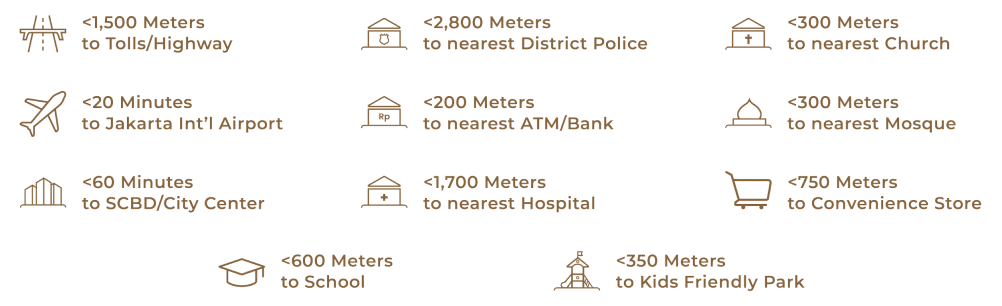 <1,500 Meters
to Tolls/Highway
<2,800 Meters
to nearest District Police
<300 Meters
to nearest Church
<20 Minutes
to Jakarta Int'l Airport
Rp
<200 Meters
to nearest ATM/Bank
<300 Meters
to nearest Mosque
<60 Minutes
to SCBD/City Center
<1,700 Meters
to nearest Hospital
<750 Meters
to Convenience Store
<600 Meters
to School
<350 Meters
to Kids Friendly Park